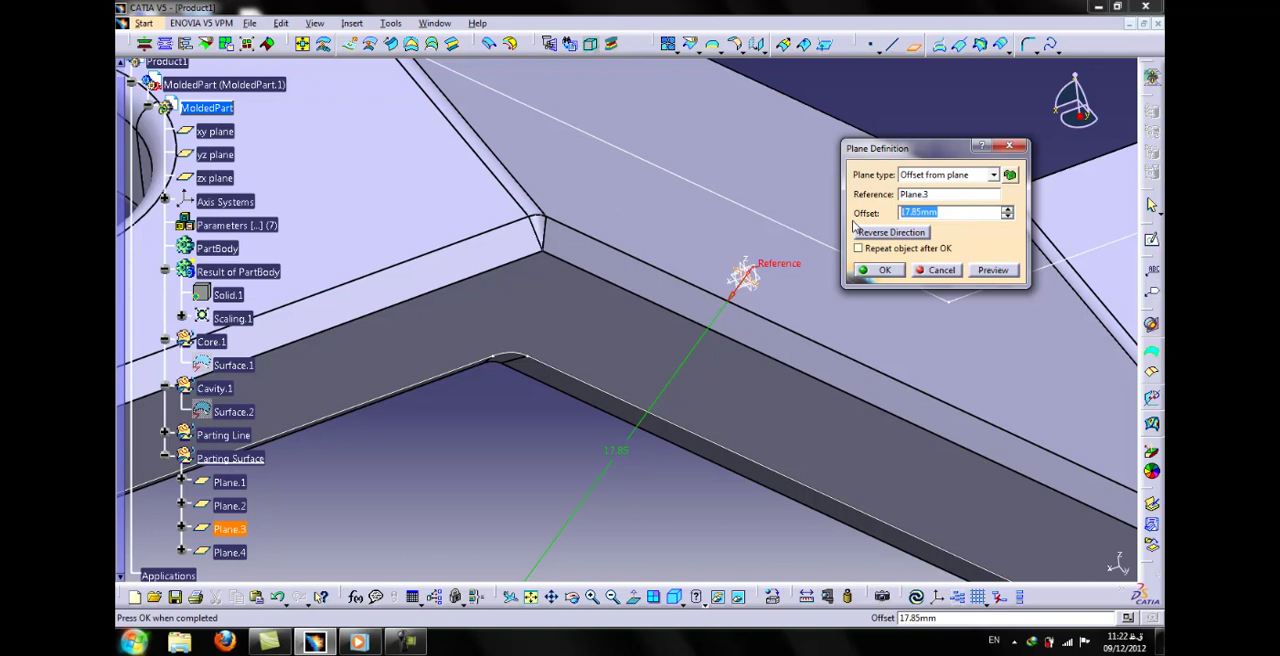 CATIA V5 - [Product1]
Start ENOVIA V5 VPM File Edit View Insert Tools Window Help
Product1
MoldedPart (MoldedPart.1)
MoldedPart
xy plane
yz plane
zx plane
Axis Systems
Parameters [...] (7)
PartBody
Result of PartBody
Solid.1
Scaling.1
Core.1
Surface.1
Cavity.1
Surface.2
Parting Line
Parting Surface
Plane.1
Plane.2
Plane.3
Plane.4
Applications
Reference
17.85
Plane Definition
Plane type: Offset from plane
Reference: Plane.3
Offset: 17.85mm
Reverse Direction
Repeat object after OK
OK Cancel Preview
z
x
y
z
x
y
f(x)
CATIA
Press OK when completed
Offset 17.85mm
EN
11:22 ق.ظ
09/12/2012